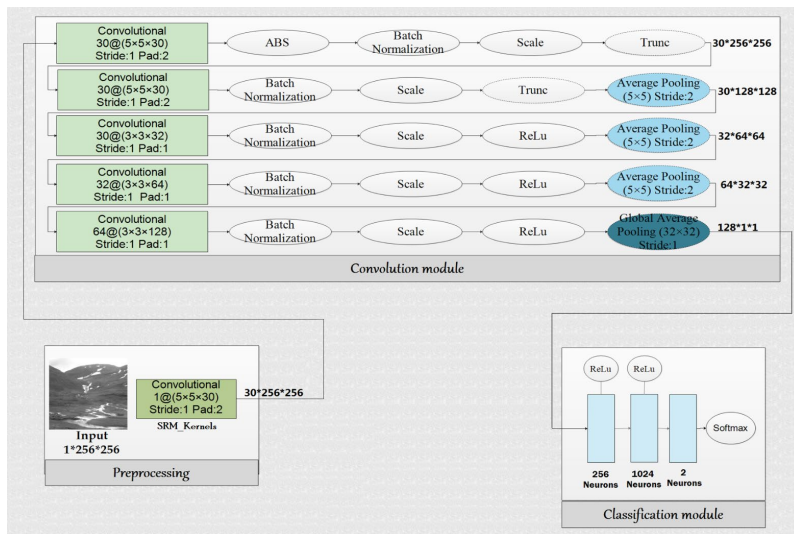 Convolutional
30@(5×5×30)
Stride:1 Pad:2
ABS
Batch
Normalization
Scale
Trunc
30*256*256
Convolutional
30@(5×5×30)
Stride:1 Pad:2
Batch
Normalization
Scale
Trunc
Average Pooling
(5×5) Stride:2
30*128*128
Convolutional
30@(3×3×32)
Stride:1 Pad:1
Batch
Normalization
Scale
ReLu
Average Pooling
(5×5) Stride:2
32*64*64
Convolutional
32@(3×3×64)
Stride:1 Pad:1
Batch
Normalization
Scale
ReLu
Average Pooling
(5×5) Stride:2
64*32*32
Convolutional
64@(3×3×128)
Stride:1 Pad:1
Batch
Normalization
Scale
ReLu
Global Average
Pooling (32×32)
Stride:1
128*1*1
Convolution module
Input
1*256*256
Convolutional
1@(5×5×30)
Stride:1 Pad:2
SRM_Kernels
30*256*256
Preprocessing
ReLu
ReLu
Softmax
256
Neurons
1024
Neurons
2
Neurons
Classification module